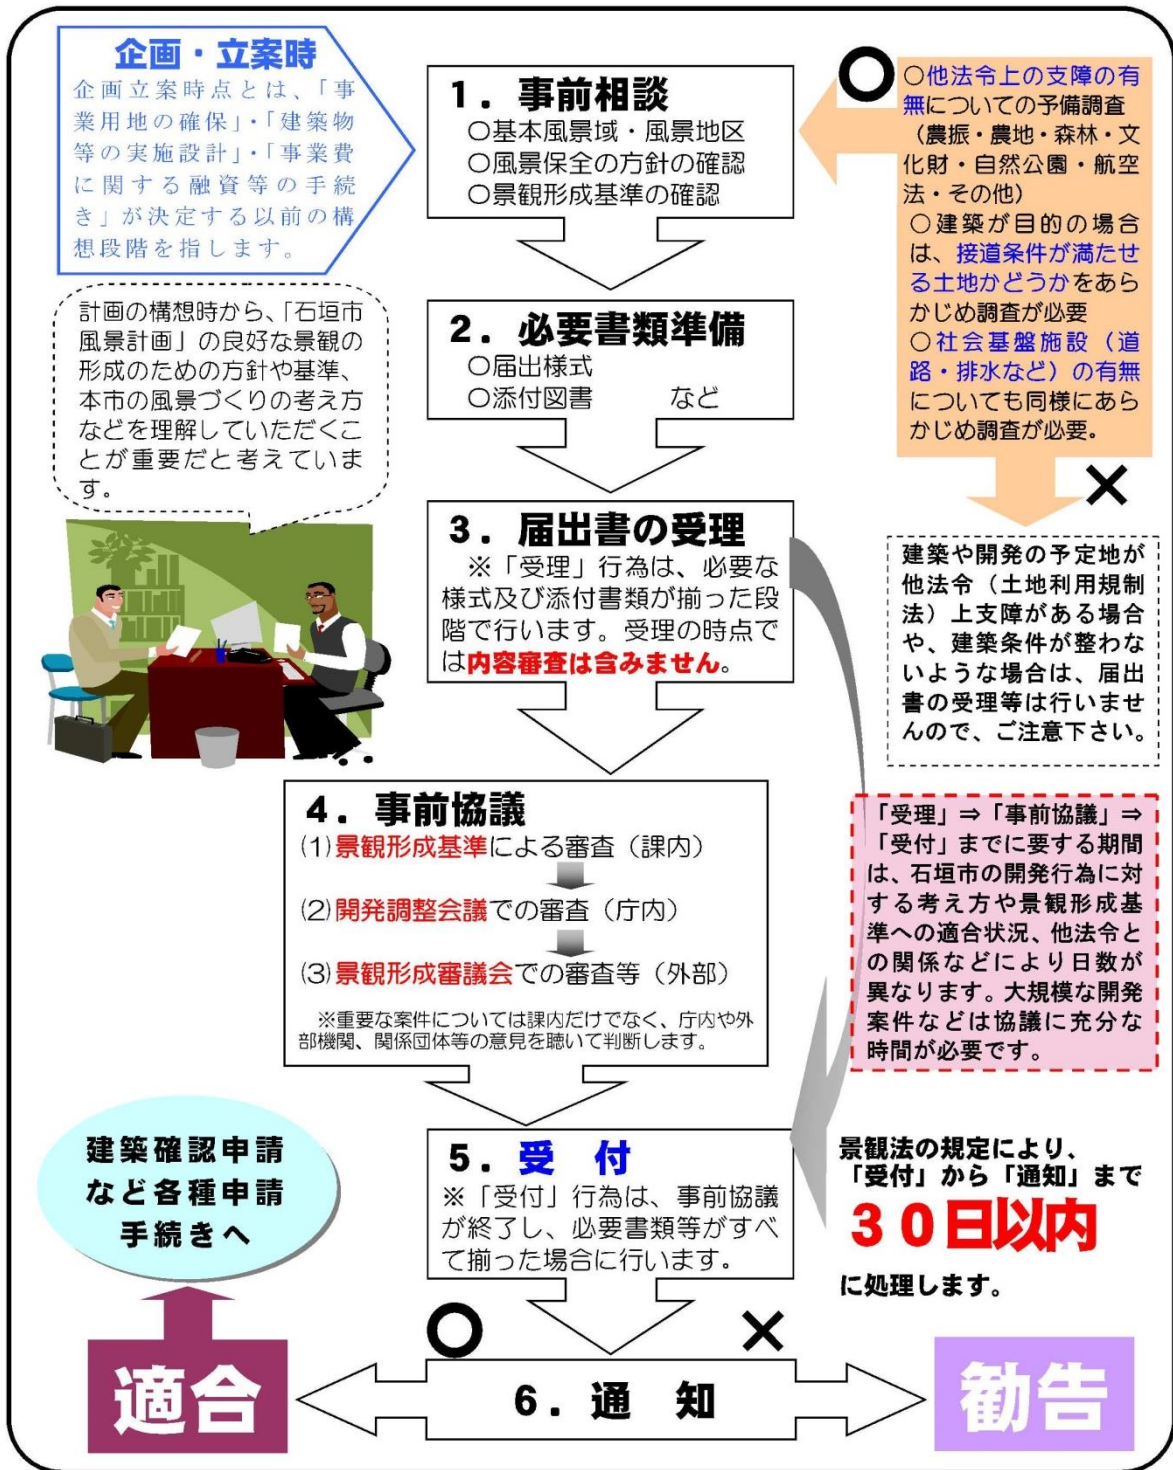 企画・立案時
企画立案時点とは、「事
業用地の確保」・「建築物
等の実施設計」・「事業費
に関する融資等の手続
き」が決定する以前の構
想段階を指します。
計画の構想時から、「石垣市
風景計画」の良好な景観の
形成のための方針や基準、
本市の風景づくりの考え方
などを理解していただくこ
とが重要だと考えていま
す。
1．事前相談
○基本風景域・風景地区
○風景保全の方針の確認
○景観形成基準の確認
○他法令上の支障の有
無についての予備調査
（農振・農地・森林・文
化財・自然公園・航空
法・その他）
○建築が目的の場合
は、接道条件が満たせ
る土地かどうかをあら
かじめ調査が必要
○社会基盤施設（道
路・排水など）の有無
についても同様にあら
かじめ調査が必要。
建築や開発の予定地が
他法令（土地利用規制
法）上支障がある場合
や、建築条件が整わな
いような場合は、届出
書の受理等は行いませ
んので、ご注意下さい。
2．必要書類準備
○届出様式
○添付図書　　など
3．届出書の受理
※「受理」行為は、必要な
様式及び添付書類が揃った段
階で行います。受理の時点で
は内容審査は含みません。
4．事前協議
(1)景観形成基準による審査（課内）
(2)開発調整会議での審査（庁内）
(3)景観形成審議会での審査等（外部）
※重要な案件については課内だけでなく、庁内や外
部機関、関係団体等の意見を聴いて判断します。
「受理」⇒「事前協議」⇒
「受付」までに要する期間
は、石垣市の開発行為に対
する考え方や景観形成基
準への適合状況、他法令と
の関係などにより日数が
異なります。大規模な開発
案件などは協議に充分な
時間が必要です。
5．受　付
※「受付」行為は、事前協議
が終了し、必要書類等がすべ
て揃った場合に行います。
景観法の規定により、
「受付」から「通知」まで
３０日以内
に処理します。
建築確認申請
など各種申請
手続きへ
○
×
適合
6．通　知
勧告